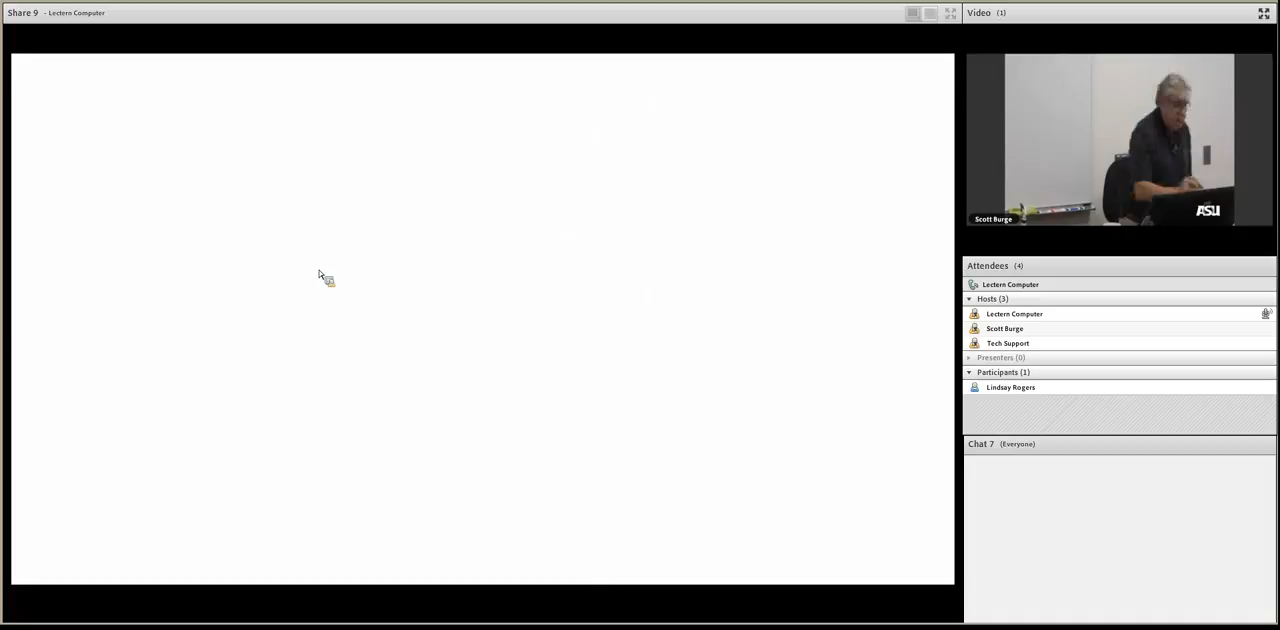 Share 9 - Lectern Computer
Video (1)
Scott Burge
ASU
Attendees (4)
Lectern Computer
Hosts (3)
Lectern Computer
Scott Burge
Tech Support
Presenters (0)
Participants (1)
Lindsay Rogers
Chat 7 (Everyone)